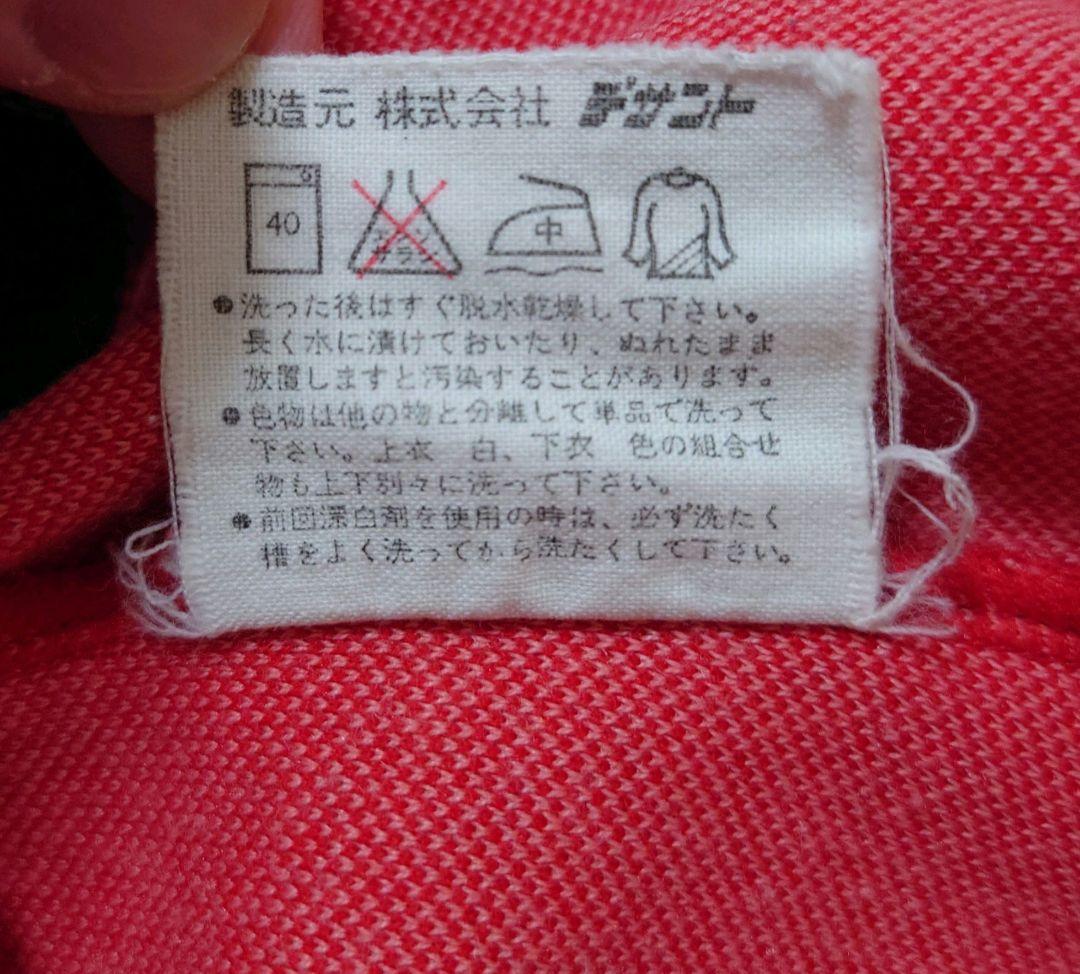 製造元 株式会社 デサント
40
エンソ
サラシ
中
●洗った後はすぐ脱水乾燥して下さい。
長く水に漬けておいたり、ぬれたまま
放置しますと汚染することがあります。
●色物は他の物と分離して単品で洗って
下さい。上衣 白、下衣 色の組合せ
物も上下別々に洗って下さい。
●前回漂白剤を使用の時は、必ず洗たく
槽をよく洗ってから洗たくして下さい。